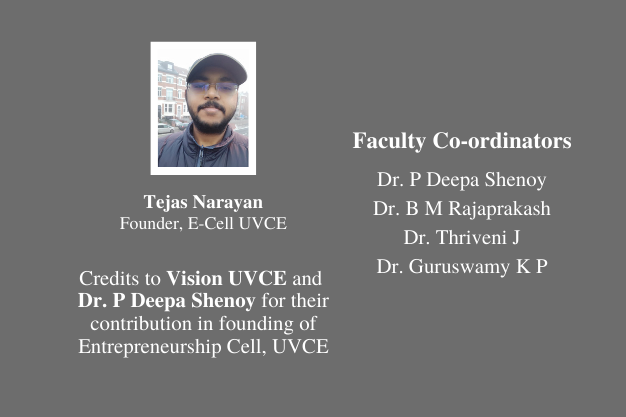 Tejas Narayan
Founder, E-Cell UVCE
Credits to Vision UVCE and
Dr. P Deepa Shenoy for their
contribution in founding of
Entrepreneurship Cell, UVCE
Faculty Co-ordinators
Dr. P Deepa Shenoy
Dr. B M Rajaprakash
Dr. Thriveni J
Dr. Guruswamy K P